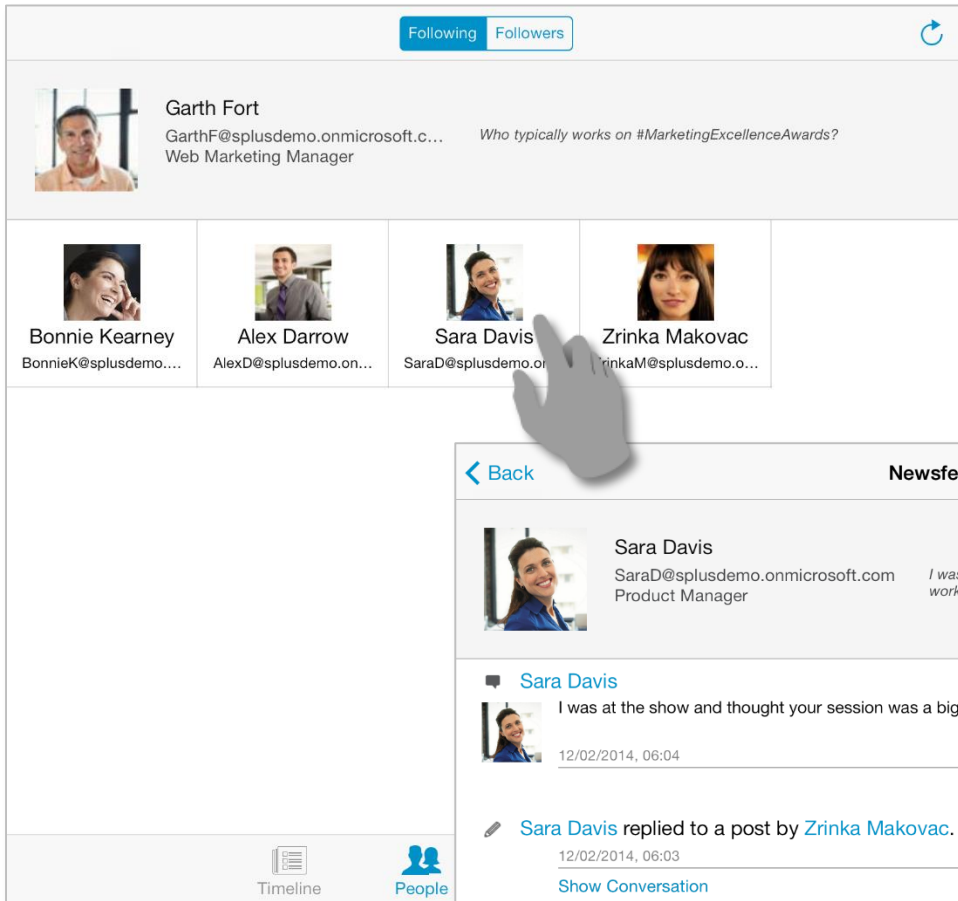 Following Followers
Garth Fort
GarthF@splusdemo.onmicrosoft.c...
Web Marketing Manager
Who typically works on #MarketingExcellenceAwards?
Bonnie Kearney
BonnieK@splusdemo....
Alex Darrow
AlexD@splusdemo.on...
Sara Davis
SaraD@splusdemo.on
Zrinka Makovac
rinkaM@splusdemo.o...
Back
Newsfe
Sara Davis
SaraD@splusdemo.onmicrosoft.com
Product Manager
I was
work
Sara Davis
I was at the show and thought your session was a big
12/02/2014, 06:04
Sara Davis replied to a post by Zrinka Makovac.
12/02/2014, 06:03
Show Conversation
Timeline
People